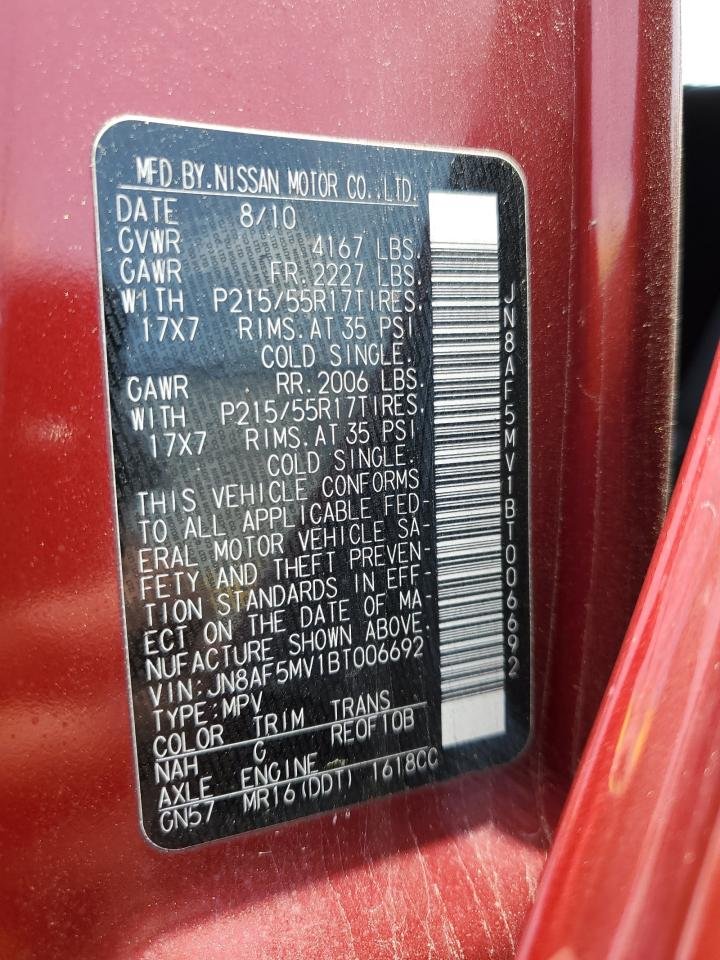 MFD.BY.NISSAN MOTOR CO.,LTD.
DATE 8/10
GVWR 4167 LBS.
GAWR FR.2227 LBS.
WITH P215/55R17TIRES.
17X7 RIMS.AT 35 PSI
COLD SINGLE.
GAWR RR.2006 LBS.
WITH P215/55R17TIRES.
17X7 RIMS.AT 35 PSI
COLD SINGLE.
THIS VEHICLE CONFORMS
TO ALL APPLICABLE FED-
ERAL MOTOR VEHICLE SA-
FETY AND THEFT PREVEN-
TION STANDARDS IN EFF-
ECT ON THE DATE OF MA-
NUFACTURE SHOWN ABOVE.
VIN:JN8AF5MV1BT006692
TYPE:MPV
COLOR TRIM TRANS
NAH C REOF10B
AXLE ENGINE
GN57 MR16(DDT) 1618CC
JN8AF5MV1BT006692